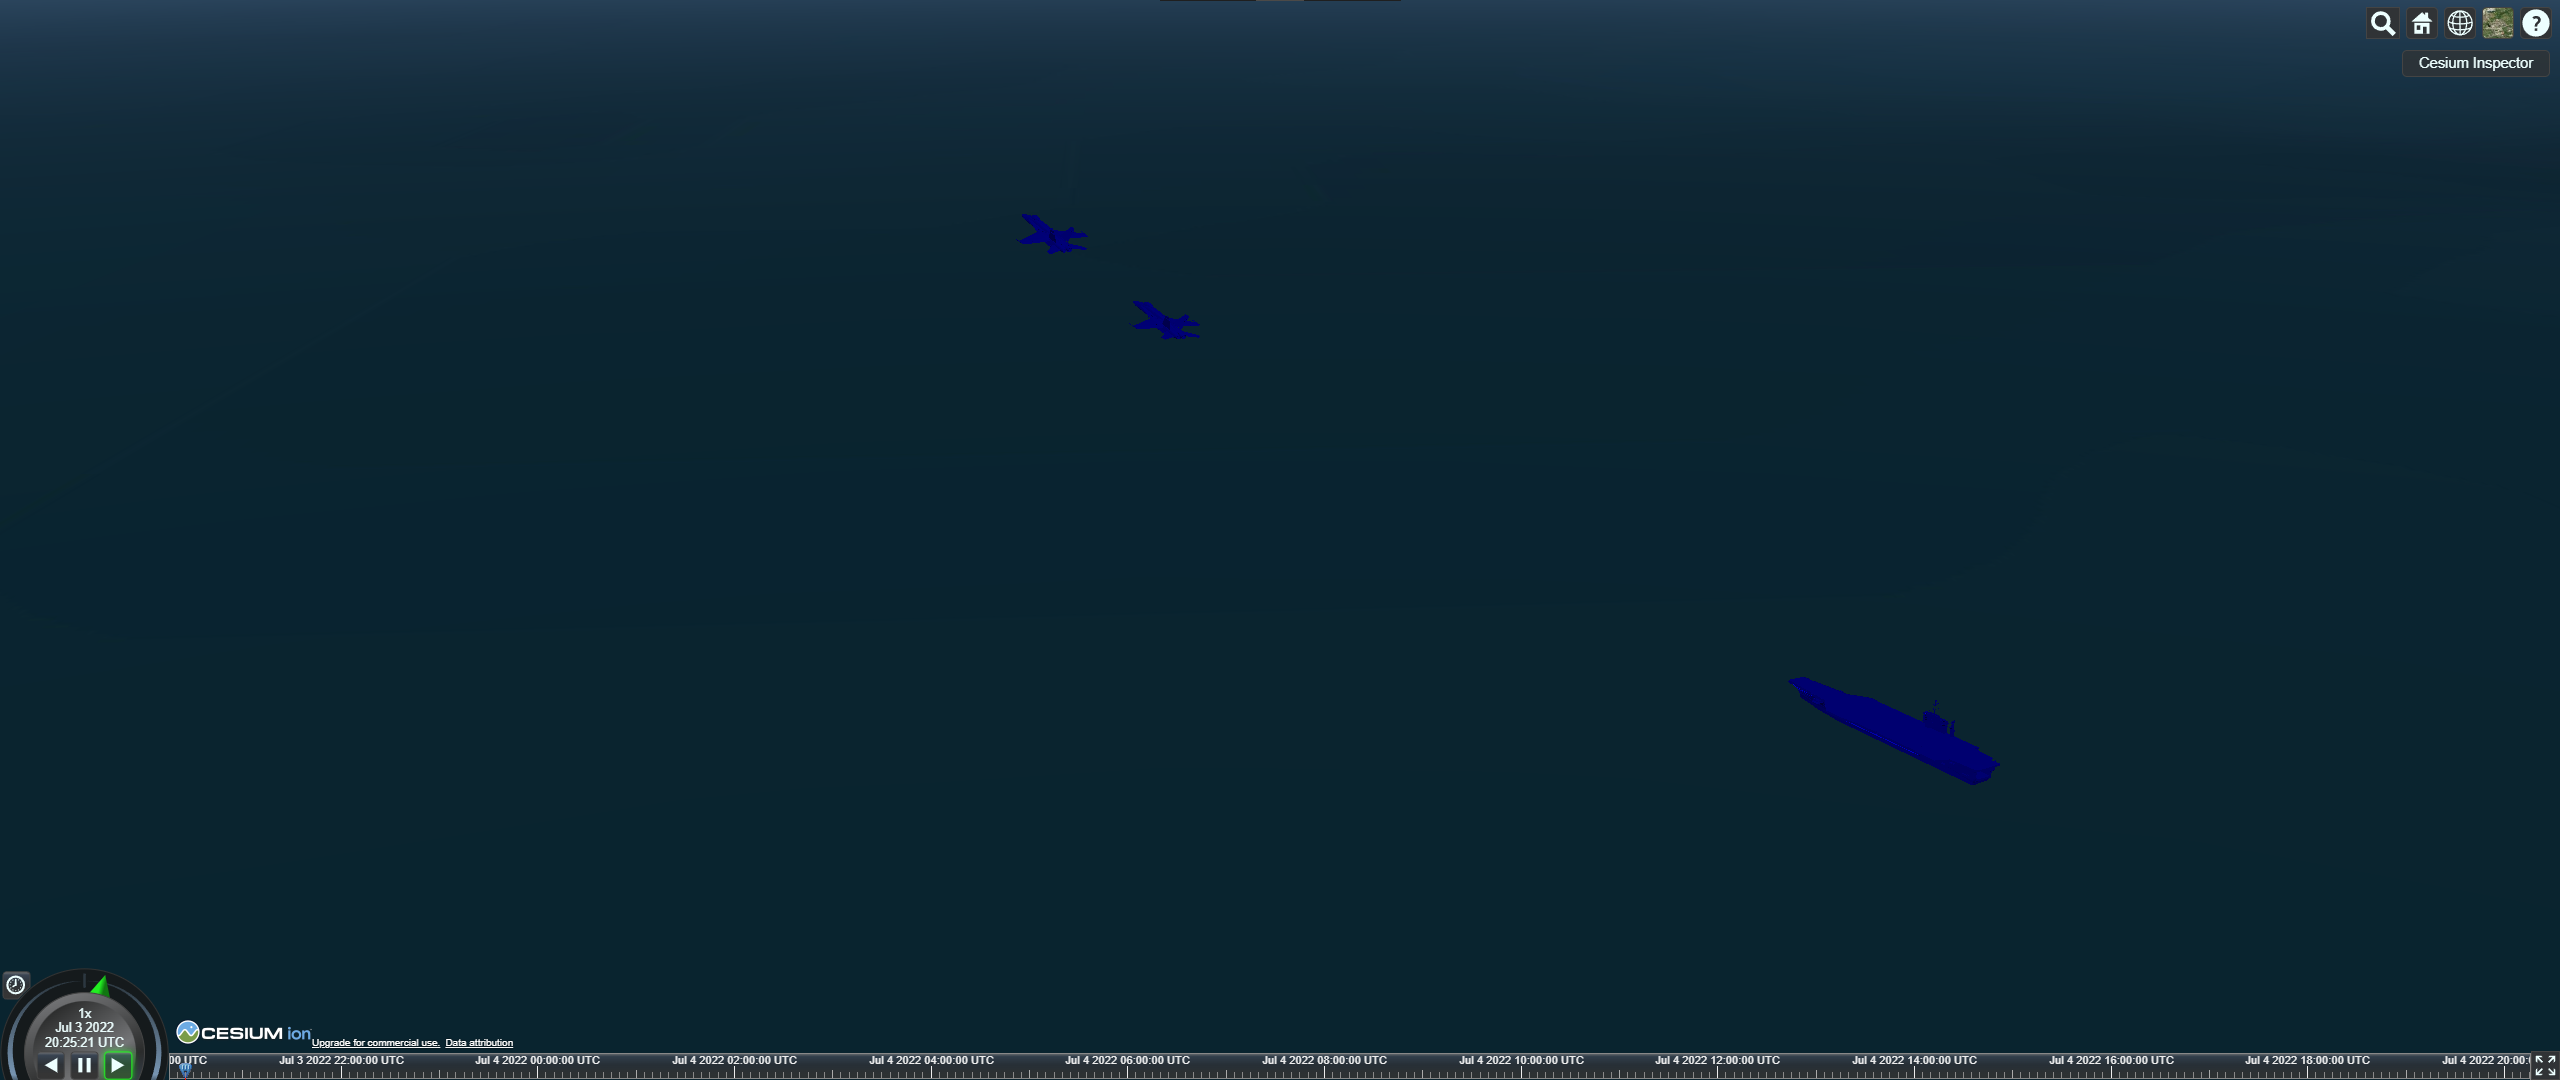 ?
Cesium Inspector
1x
Jul 3 2022
20:25:21 UTC
CESIUM ion
Upgrade for commercial use. Data attribution
00 UTC Jul 3 2022 22:00:00 UTC Jul 4 2022 00:00:00 UTC Jul 4 2022 02:00:00 UTC Jul 4 2022 04:00:00 UTC Jul 4 2022 06:00:00 UTC Jul 4 2022 08:00:00 UTC Jul 4 2022 10:00:00 UTC Jul 4 2022 12:00:00 UTC Jul 4 2022 14:00:00 UTC Jul 4 2022 16:00:00 UTC Jul 4 2022 18:00:00 UTC Jul 4 2022 20:00: